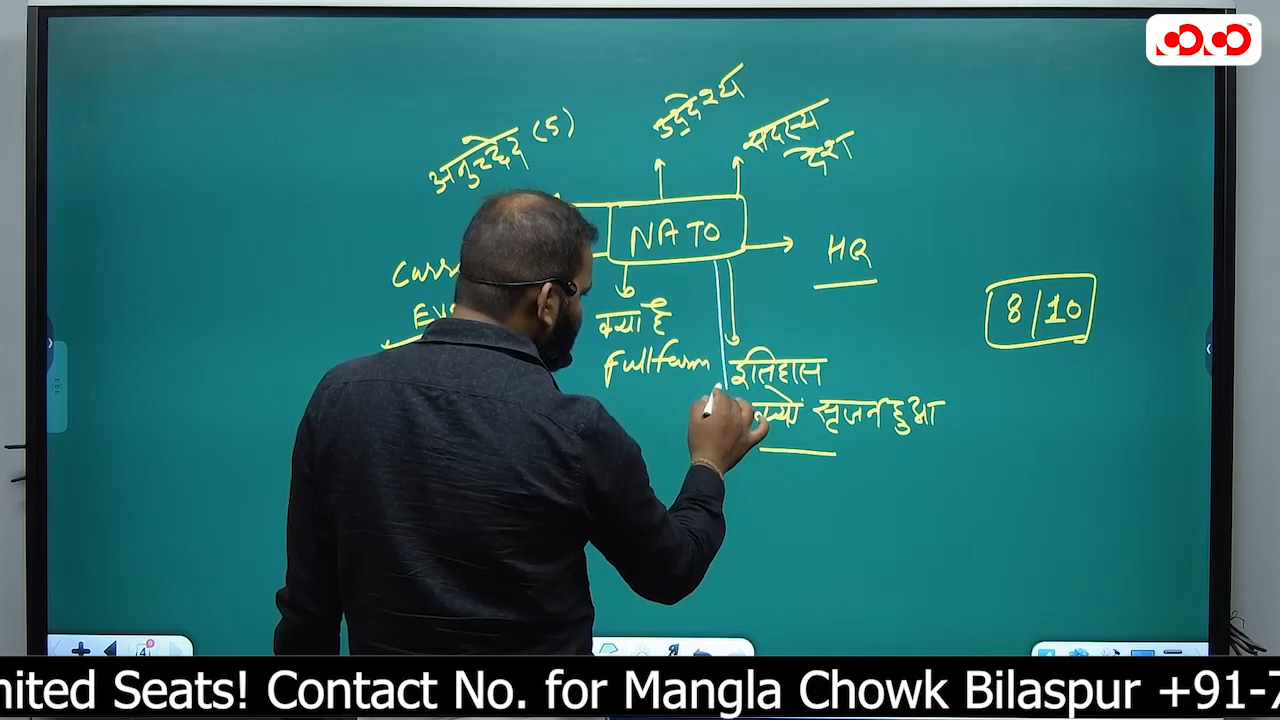 उद्देश्य
अनुच्छेद (5)
सदस्य
देश
NATO
HQ
क्या है
fullform
इतिहास
क्यों सृजन हुआ
8/10
nited Seats! Contact No. for Mangla Chowk Bilaspur +91-7